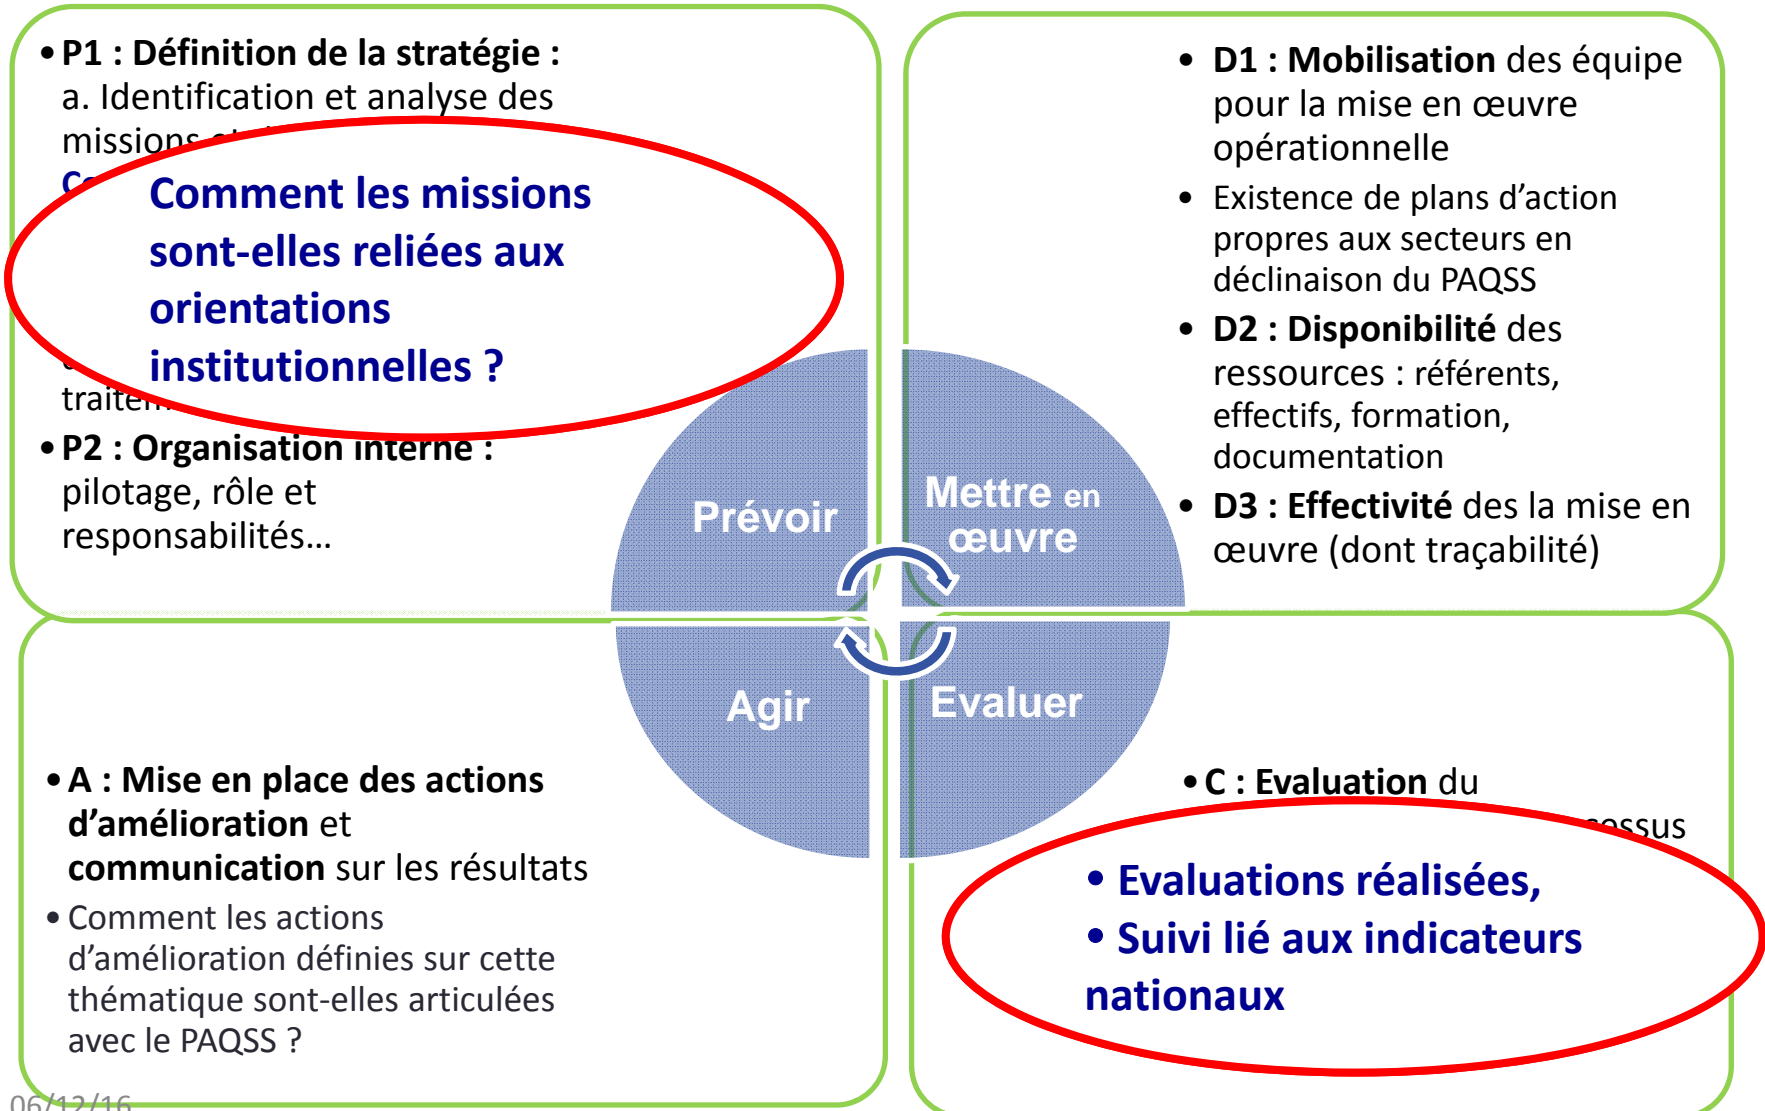 • P1 : Définition de la stratégie :
a. Identification et analyse des
missions
Comment les missions
sont-elles reliées aux
orientations
institutionnelles ?
• P2 : Organisation interne :
pilotage, rôle et
responsabilités...
• D1 : Mobilisation des équipe
pour la mise en œuvre
opérationnelle
• Existence de plans d’action
propres aux secteurs en
déclinaison du PAQSS
• D2 : Disponibilité des
ressources : référents,
effectifs, formation,
documentation
• D3 : Effectivité des la mise en
œuvre (dont traçabilité)
Prévoir
Mettre en
œuvre
Agir
Evaluer
• A : Mise en place des actions
d’amélioration et
communication sur les résultats
• Comment les actions
d’amélioration définies sur cette
thématique sont-elles articulées
avec le PAQSS ?
• C : Evaluation du
• Evaluations réalisées,
• Suivi lié aux indicateurs
nationaux
06/12/16